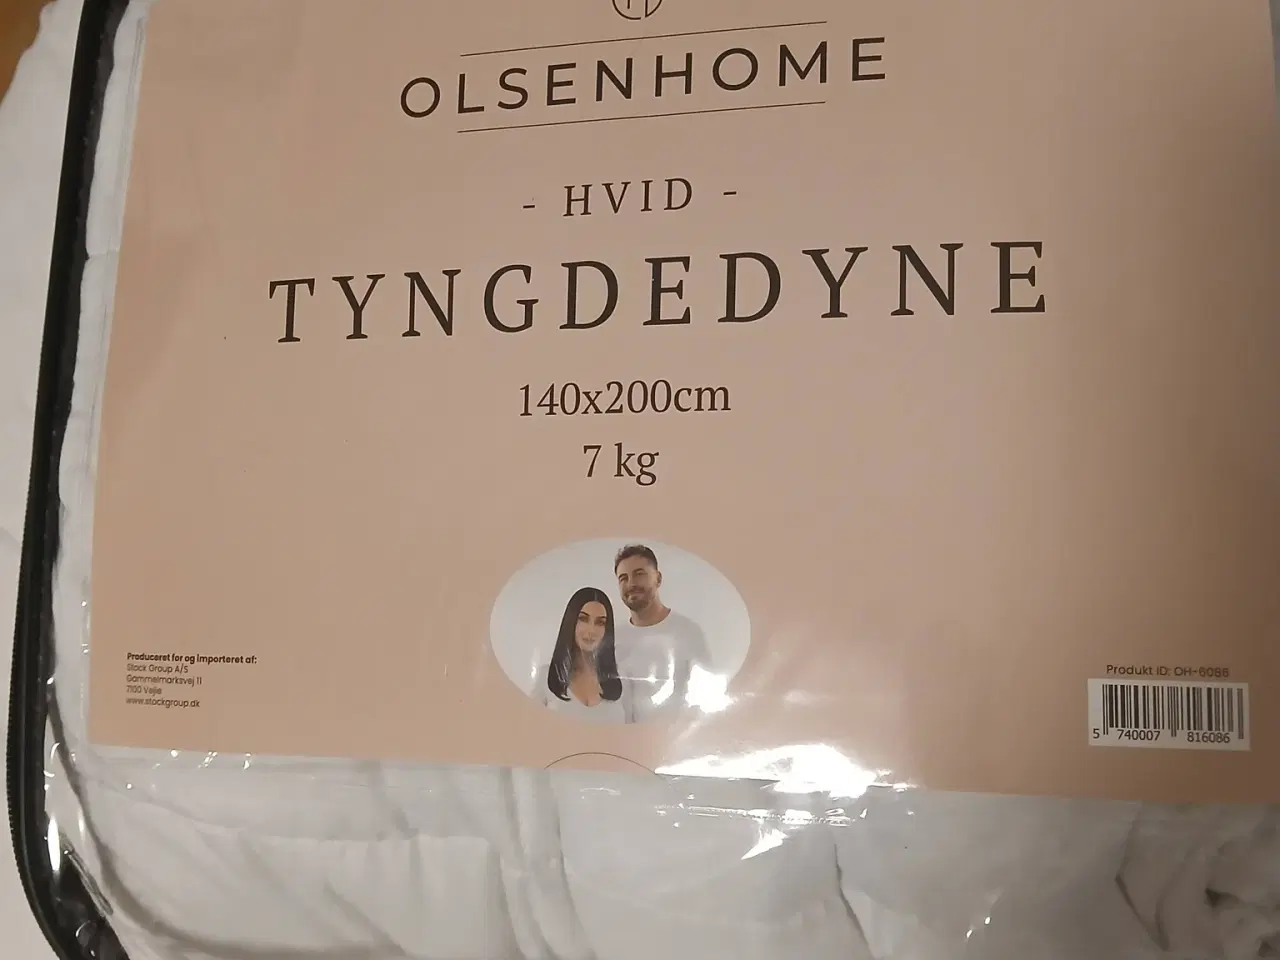 OLSENHOME
- HVID -
TYNGDEDYNE
140x200cm
7 kg
Produceret for og importeret af:
Stock Group A/S
Gammelmarksvej 11
7100 Vejle
www.stockgroup.dk
Produkt ID: OH-6086
5 740007 816086